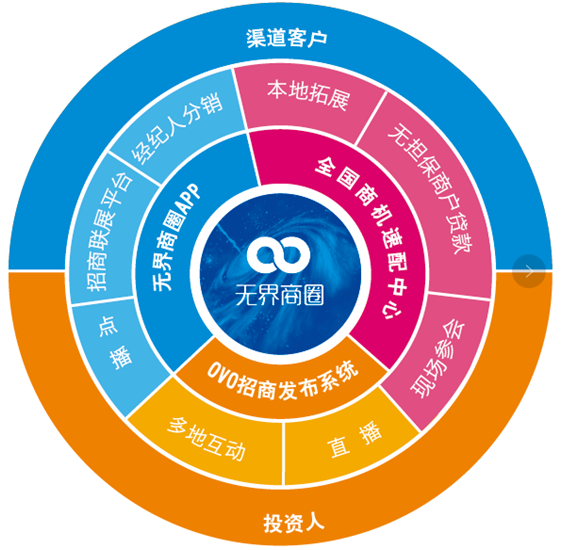 渠道客户
本地拓展
无担保商户贷款
现场参会
直播
多地互动
点播
招商联展平台
经纪人分销
全国商机速配中心
OVO招商发布系统
无界商圈APP
无界商圈
投资人